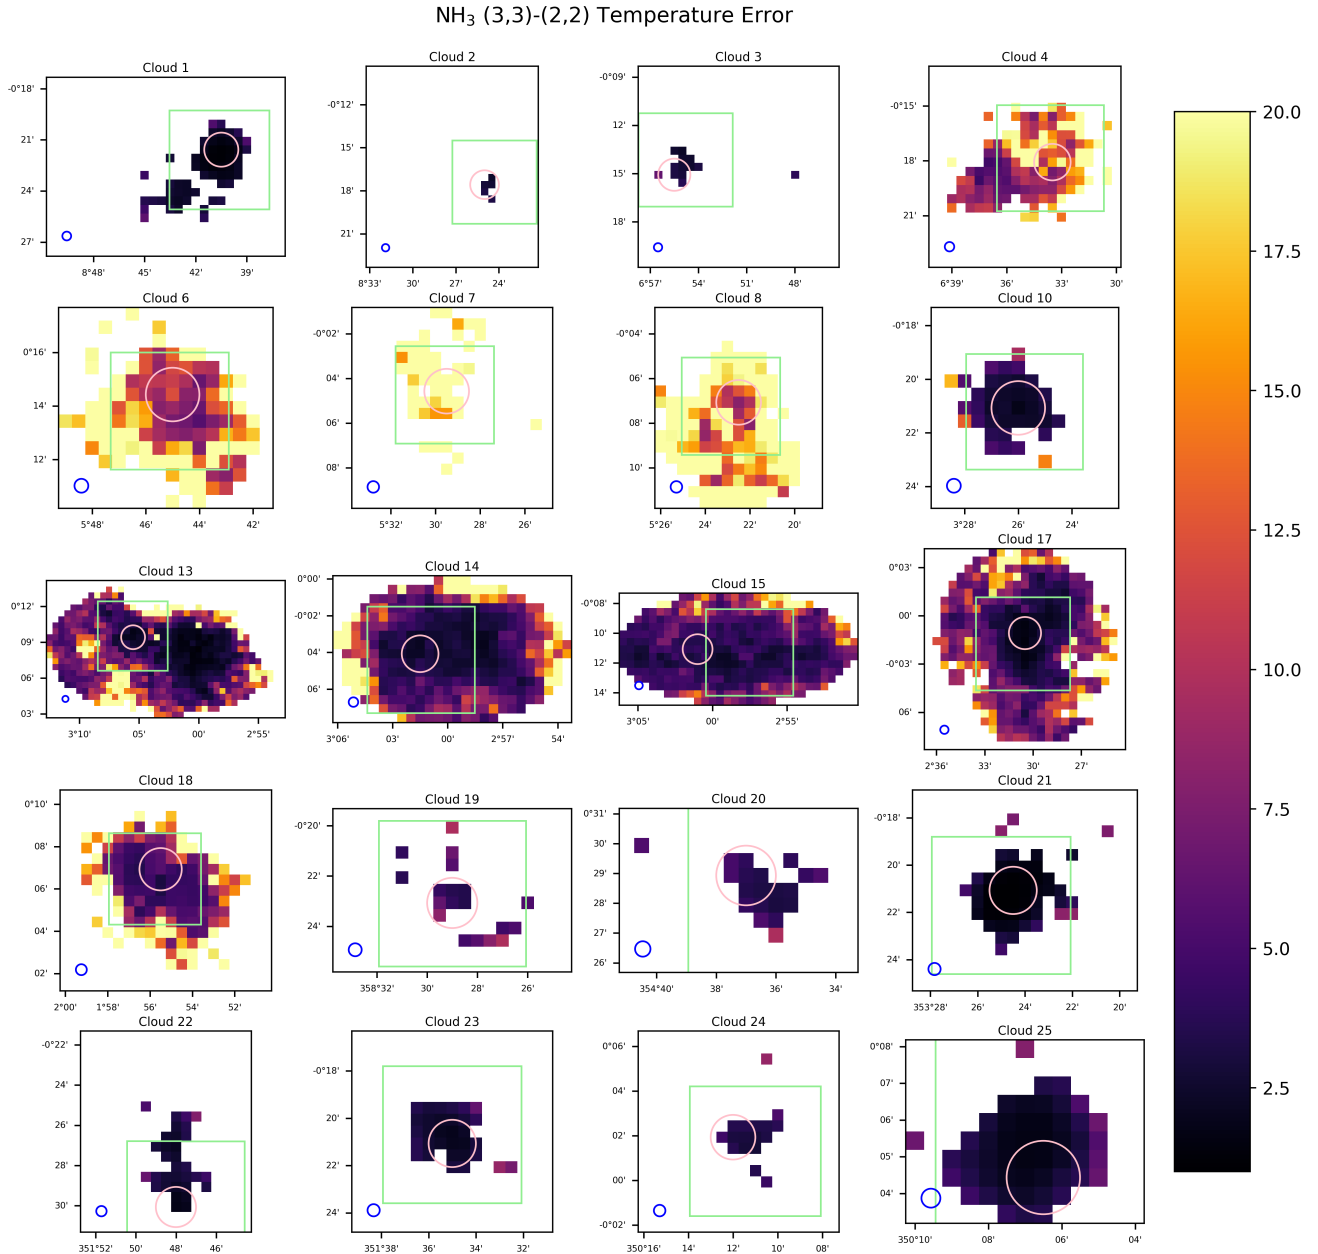 NH₃ (3,3)-(2,2) Temperature Error
Cloud 1
-0°18'
21'
24'
27'
8°48' 45' 42' 39'
Cloud 2
-0°12'
15'
18'
21'
8°33' 30' 27' 24'
Cloud 3
-0°09'
12'
15'
18'
6°57' 54' 51' 48'
Cloud 4
-0°15'
18'
21'
6°39' 36' 33' 30'
Cloud 6
0°16'
14'
12'
5°48' 46' 44' 42'
Cloud 7
-0°02'
04'
06'
08'
5°32' 30' 28' 26'
Cloud 8
-0°04'
06'
08'
10'
5°26' 24' 22' 20'
Cloud 10
-0°18'
20'
22'
24'
3°28' 26' 24'
Cloud 13
0°12'
09'
06'
03'
3°10' 05' 00' 2°55'
Cloud 14
0°00'
-0°02'
04'
06'
3°06' 03' 00' 2°57' 54'
Cloud 15
-0°08'
10'
12'
14'
3°05' 00' 2°55'
Cloud 17
0°03'
00'
-0°03'
06'
2°36' 33' 30' 27'
Cloud 18
0°10'
08'
06'
04'
02'
2°00' 1°58' 56' 54' 52'
Cloud 19
-0°20'
22'
24'
358°32' 30' 28' 26'
Cloud 20
0°31'
30'
29'
28'
27'
26'
354°40' 38' 36' 34'
Cloud 21
-0°18'
20'
22'
24'
353°28' 26' 24' 22' 20'
Cloud 22
-0°22'
24'
26'
28'
30'
351°52' 50' 48' 46'
Cloud 23
-0°18'
20'
22'
24'
351°38' 36' 34' 32'
Cloud 24
0°06'
04'
02'
00'
-0°02'
350°16' 14' 12' 10' 08'
Cloud 25
0°08'
07'
06'
05'
04'
350°10' 08' 06' 04'
20.0
17.5
15.0
12.5
10.0
7.5
5.0
2.5